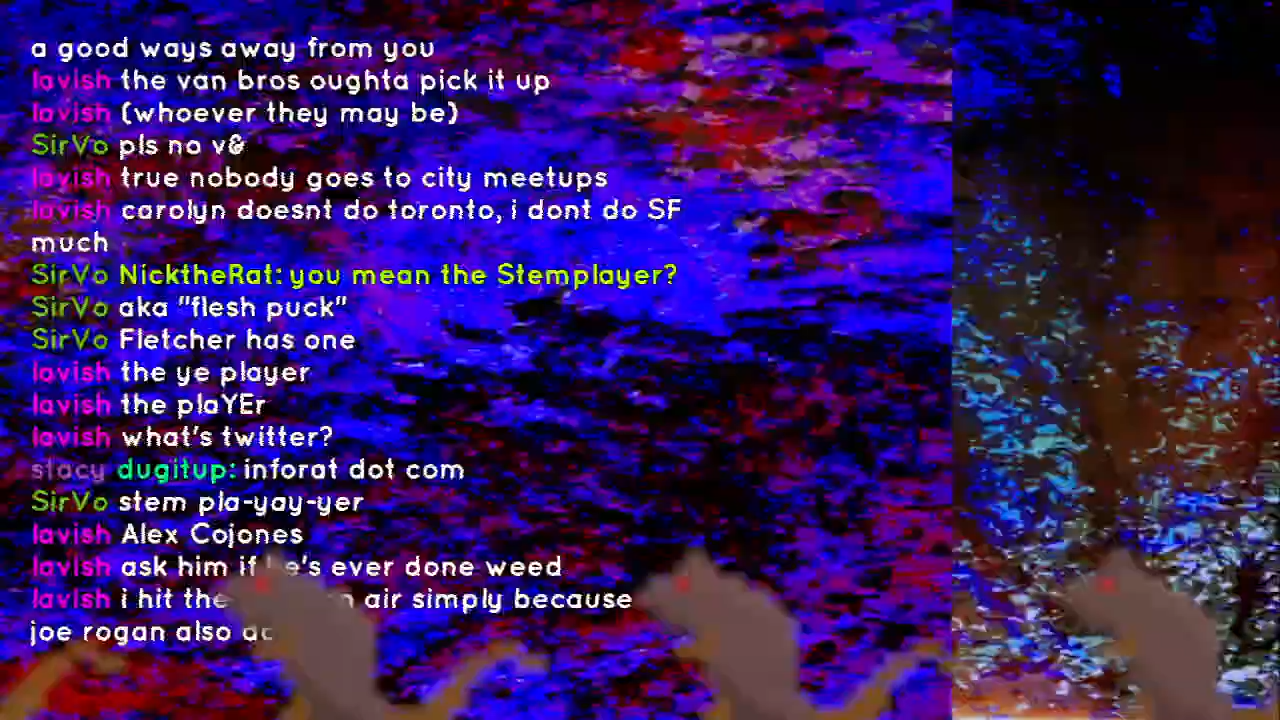 a good ways away from you
lavish the van bros oughta pick it up
lavish (whoever they may be)
SirVo pls no v&
lavish true nobody goes to city meetups
lavish carolyn doesnt do toronto, i dont do SF
much
SirVo NicktheRat: you mean the Stemplayer?
SirVo aka "flesh puck"
SirVo Fletcher has one
lavish the ye player
lavish the plaYEr
lavish what's twitter?
stacy dugitup: inforat dot com
SirVo stem pla-yay-yer
lavish Alex Cojones
lavish ask him if he's ever done weed
lavish i hit the air simply because
joe rogan also